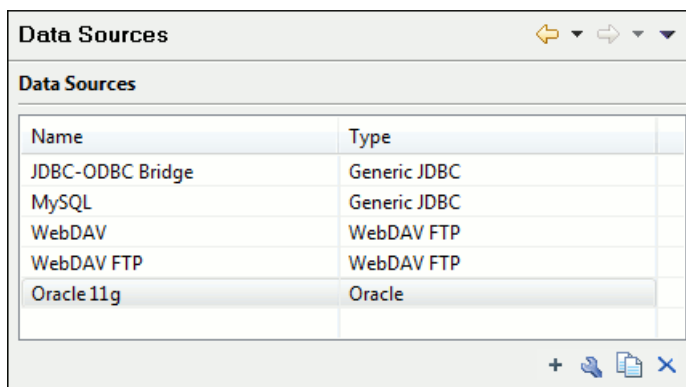 Data Sources
Data Sources
Name Type
JDBC-ODBC Bridge Generic JDBC
MySQL Generic JDBC
WebDAV WebDAV FTP
WebDAV FTP WebDAV FTP
Oracle 11g Oracle